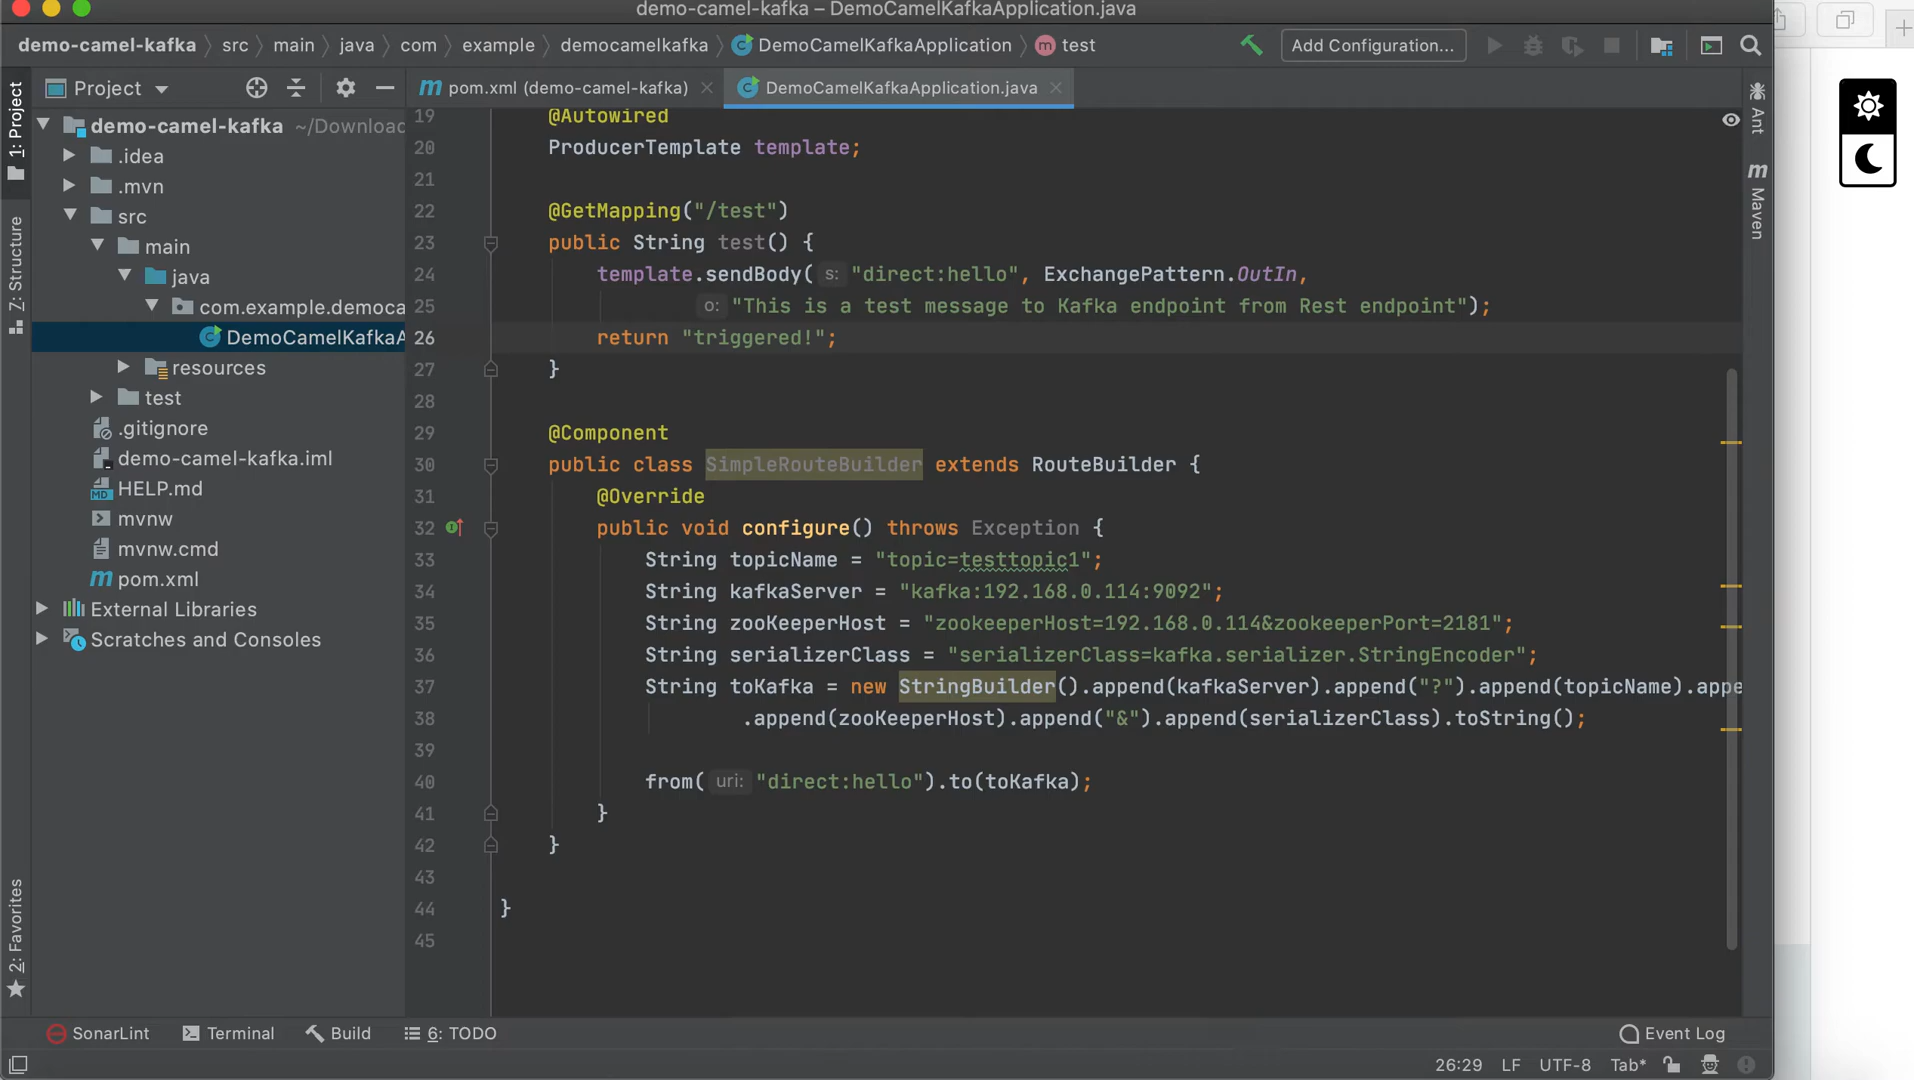 demo-camel-kafka – DemoCamelKafkaApplication.java
demo-camel-kafka src main java com example democamelkafka DemoCamelKafkaApplication m test Add Configuration...
1: Project
Z: Structure
2: Favorites
Project
demo-camel-kafka ~/Download
.idea
.mvn
src
main
java
com.example.democa
DemoCamelKafkaA
resources
test
.gitignore
demo-camel-kafka.iml
HELP.md
mvnw
mvnw.cmd
m pom.xml
External Libraries
Scratches and Consoles
m pom.xml (demo-camel-kafka) DemoCamelKafkaApplication.java
19 @Autowired
20 ProducerTemplate template;
21
22 @GetMapping("/test")
23 public String test() {
24 template.sendBody( s: "direct:hello", ExchangePattern.OutIn,
25 o: "This is a test message to Kafka endpoint from Rest endpoint");
26 return "triggered!";
27 }
28
29 @Component
30 public class SimpleRouteBuilder extends RouteBuilder {
31 @Override
32 public void configure() throws Exception {
33 String topicName = "topic=testtopic1";
34 String kafkaServer = "kafka:192.168.0.114:9092";
35 String zooKeeperHost = "zookeeperHost=192.168.0.114&zookeeperPort=2181";
36 String serializerClass = "serializerClass=kafka.serializer.StringEncoder";
37 String toKafka = new StringBuilder().append(kafkaServer).append("?").append(topicName).appe
38 .append(zooKeeperHost).append("&").append(serializerClass).toString();
39
40 from( uri: "direct:hello").to(toKafka);
41 }
42 }
43
44 }
45
Ant
m Maven
SonarLint Terminal Build 6: TODO Event Log
26:29 LF UTF-8 Tab*